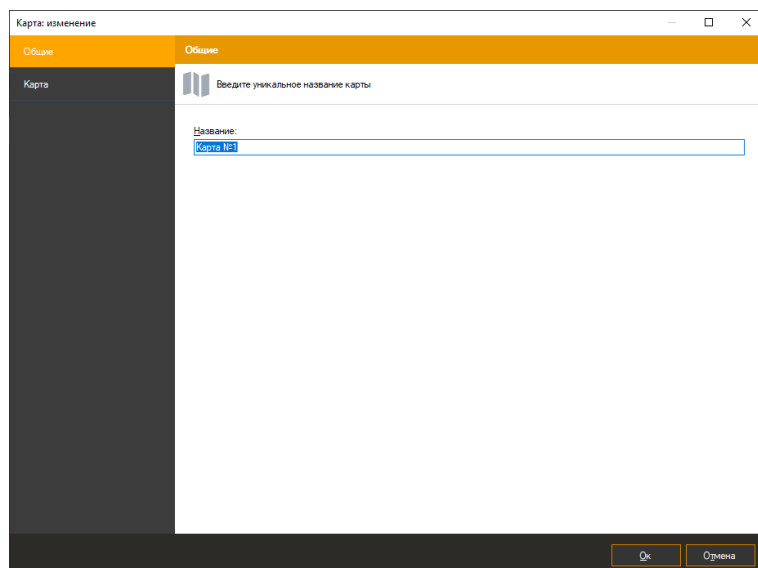 Карта: изменение
Общие
Карта
Общие
Введите уникальное название карты
Название:
Карта №1
Ок
Отмена